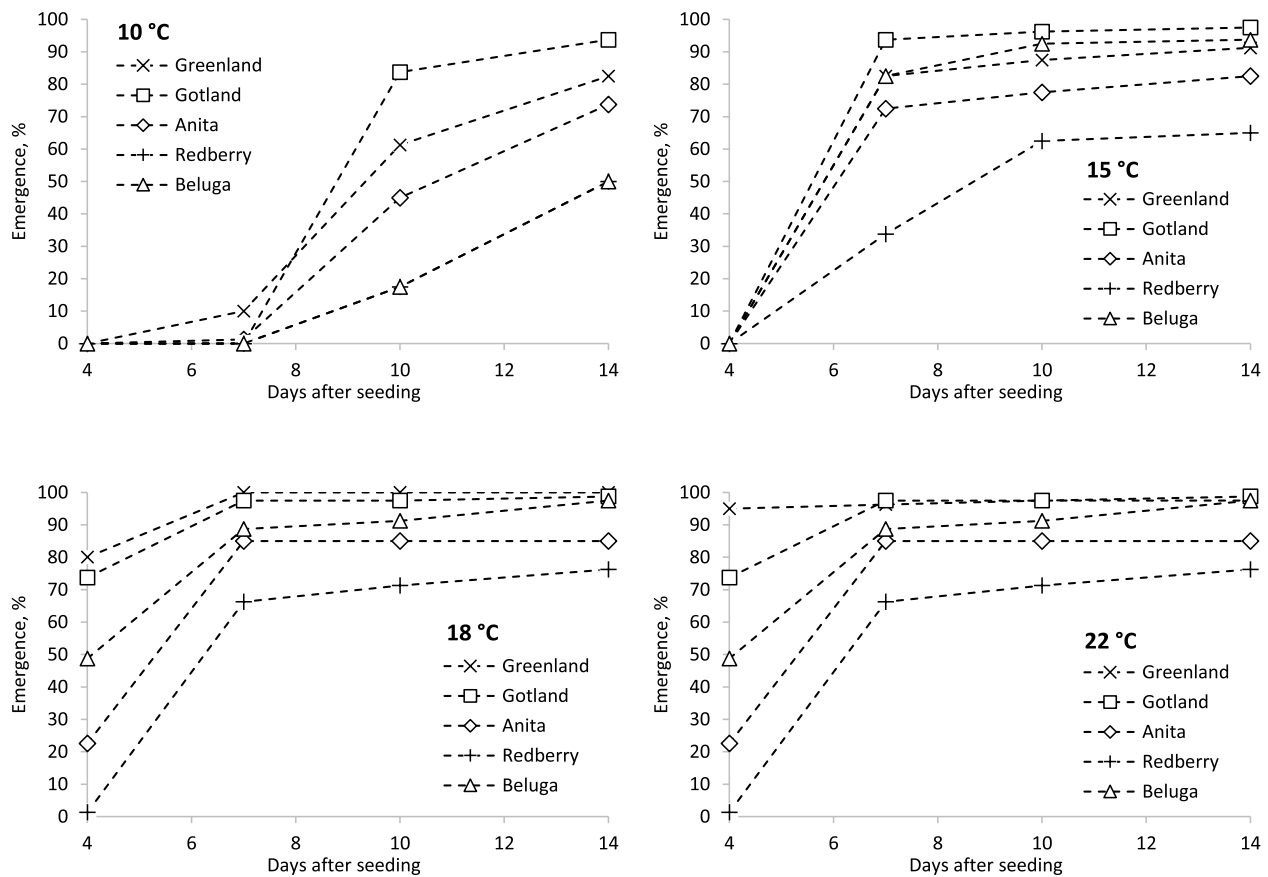 100
90
80
70
60
50
40
30
20
10
0
Emergence, %
10 °C
Greenland
Gotland
Anita
Redberry
Beluga
4 6 8 10 12 14
Days after seeding
100
90
80
70
60
50
40
30
20
10
0
Emergence, %
15 °C
Greenland
Gotland
Anita
Redberry
Beluga
4 6 8 10 12 14
Days after seeding
100
90
80
70
60
50
40
30
20
10
0
Emergence, %
18 °C
Greenland
Gotland
Anita
Redberry
Beluga
4 6 8 10 12 14
Days after seeding
100
90
80
70
60
50
40
30
20
10
0
Emergence, %
22 °C
Greenland
Gotland
Anita
Redberry
Beluga
4 6 8 10 12 14
Days after seeding